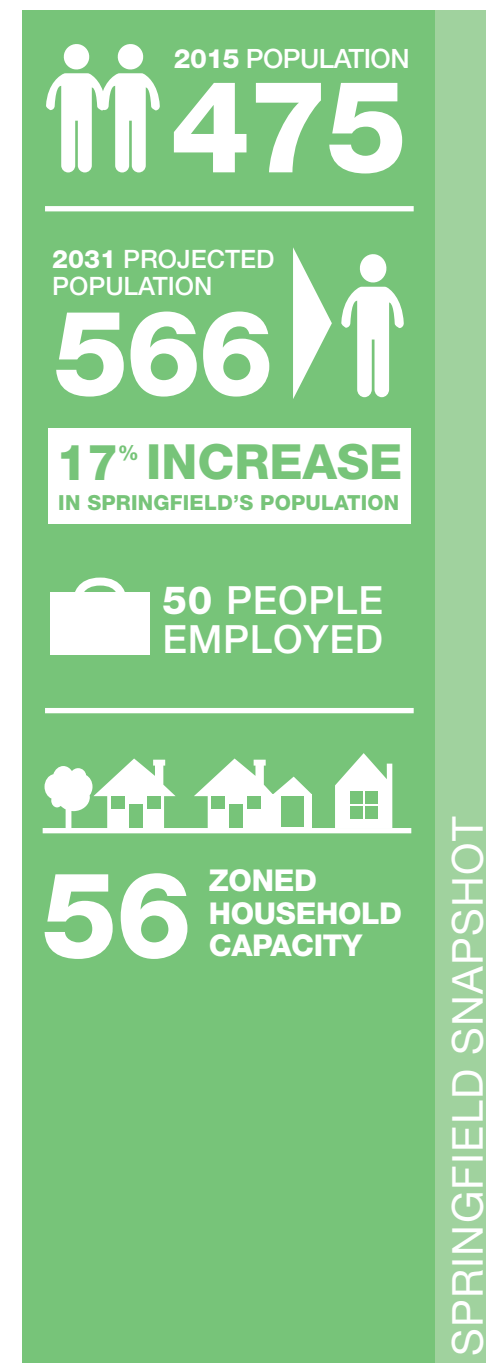 2015 POPULATION
475
2031 PROJECTED
POPULATION
566
17% INCREASE
IN SPRINGFIELD'S POPULATION
50 PEOPLE
EMPLOYED
56
ZONED
HOUSEHOLD
CAPACITY
SPRINGFIELD SNAPSHOT